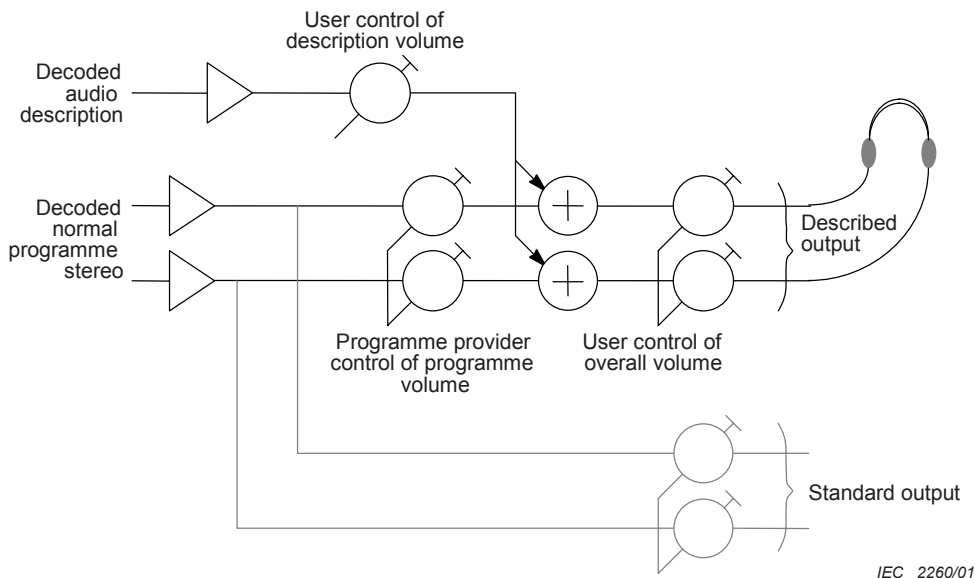 User control of
description volume
Decoded
audio
description
Decoded
normal
programme
stereo
Described
output
Programme provider
control of programme
volume
User control of
overall volume
Standard output
IEC 2260/01